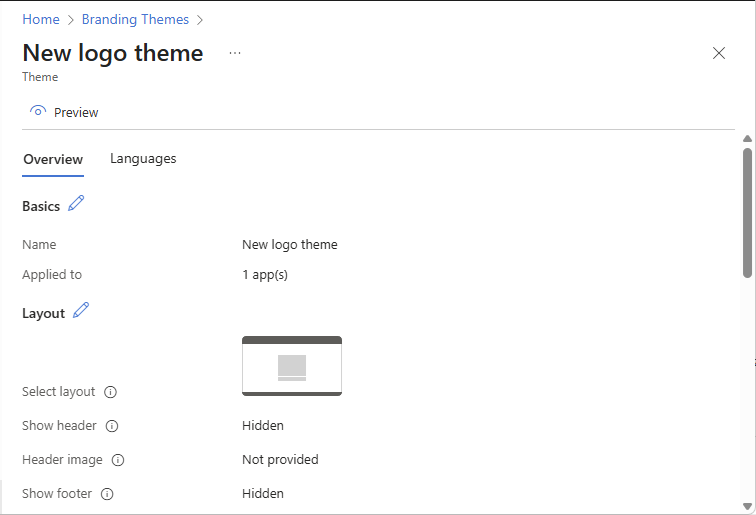 Home > Branding Themes >
New logo theme ...
Theme
Preview
Overview Languages
Basics
Name New logo theme
Applied to 1 app(s)
Layout
Select layout
Show header Hidden
Header image Not provided
Show footer Hidden